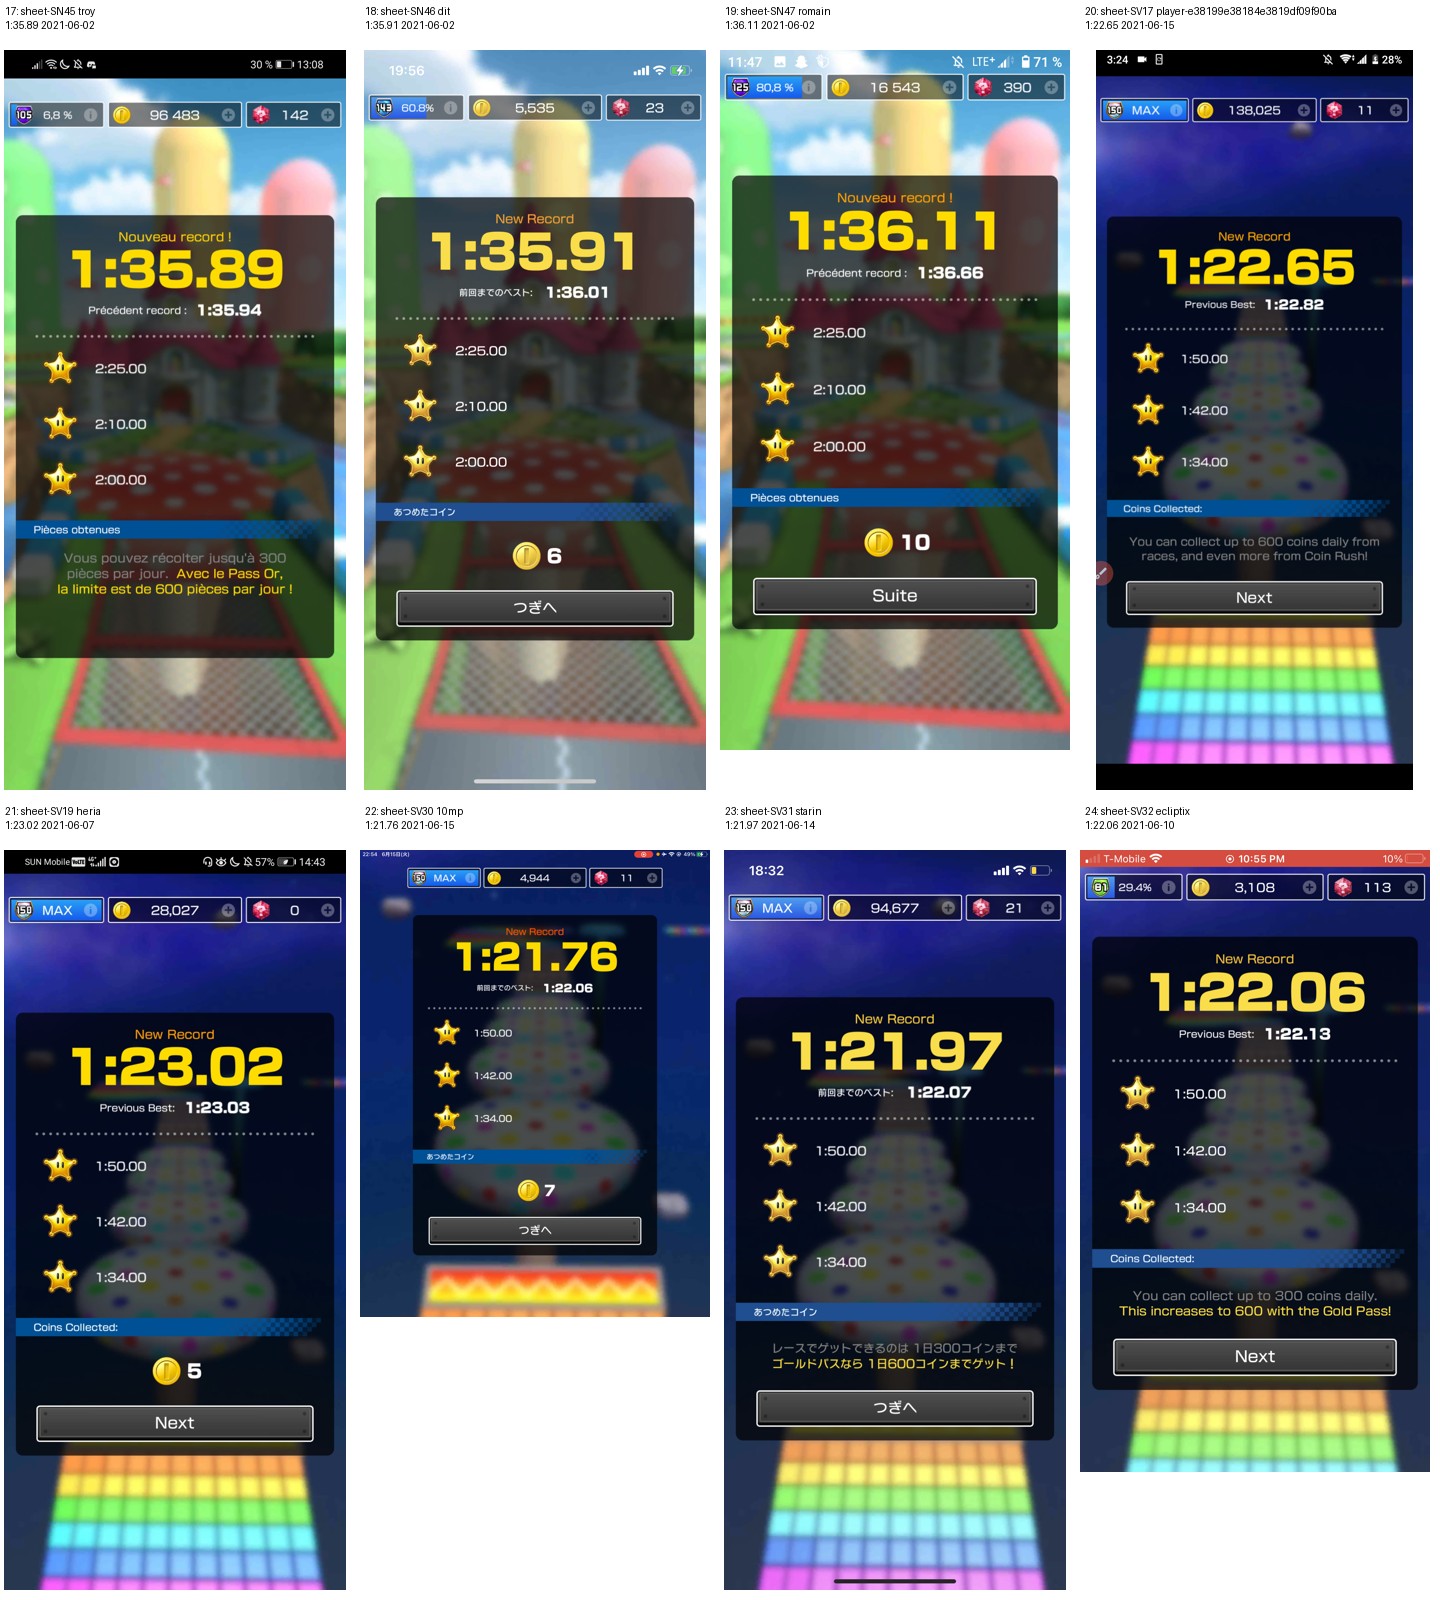 17: sheet-SN45 troy
1:35.89 2021-06-02
30 % 13:08
105 6,8 % 96 483 142
Nouveau record !
1:35.89
Précédent record : 1:35.94
2:25.00
2:10.00
2:00.00
Pièces obtenues
Vous pouvez récolter jusqu'à 300
pièces par jour. Avec le Pass Or,
la limite est de 600 pièces par jour !
18: sheet-SN46 dit
1:35.91 2021-06-02
19:56
143 60.8% 5,535 23
New Record
1:35.91
前回までのベスト: 1:36.01
2:25.00
2:10.00
2:00.00
あつめたコイン
6
つぎへ
19: sheet-SN47 romain
1:36.11 2021-06-02
11:47 LTE+ 71 %
125 80,8 % 16 543 390
Nouveau record !
1:36.11
Précédent record : 1:36.66
2:25.00
2:10.00
2:00.00
Pièces obtenues
10
Suite
20: sheet-SV17 player-e38199e38184e3819df09f90ba
1:22.65 2021-06-15
3:24 28%
150 MAX 138,025 11
New Record
1:22.65
Previous Best: 1:22.82
1:50.00
1:42.00
1:34.00
Coins Collected:
You can collect up to 600 coins daily from
races, and even more from Coin Rush!
Next
21: sheet-SV19 heria
1:23.02 2021-06-07
SUN Mobile 57% 14:43
150 MAX 28,027 0
New Record
1:23.02
Previous Best: 1:23.03
1:50.00
1:42.00
1:34.00
Coins Collected:
5
Next
22: sheet-SV30 10mp
1:21.76 2021-06-15
22:54 6月15日(火) 49%
150 MAX 4,944 11
New Record
1:21.76
前回までのベスト: 1:22.06
1:50.00
1:42.00
1:34.00
あつめたコイン
7
つぎへ
23: sheet-SV31 starin
1:21.97 2021-06-14
18:32
150 MAX 94,677 21
New Record
1:21.97
前回までのベスト: 1:22.07
1:50.00
1:42.00
1:34.00
あつめたコイン
レースでゲットできるのは 1日300コインまで
ゴールドパスなら 1日600コインまでゲット！
つぎへ
24: sheet-SV32 ecliptix
1:22.06 2021-06-10
T-Mobile 10:55 PM 10%
91 29.4% 3,108 113
New Record
1:22.06
Previous Best: 1:22.13
1:50.00
1:42.00
1:34.00
Coins Collected:
You can collect up to 300 coins daily.
This increases to 600 with the Gold Pass!
Next